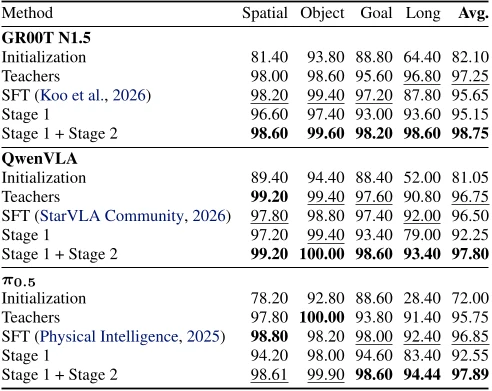 Method Spatial Object Goal Long Avg.
GR00T N1.5
Initialization 81.40 93.80 88.80 64.40 82.10
Teachers 98.00 98.60 95.60 96.80 97.25
SFT (Koo et al., 2026) 98.20 99.40 97.20 87.80 95.65
Stage 1 96.60 97.40 93.00 93.60 95.15
Stage 1 + Stage 2 98.60 99.60 98.20 98.60 98.75
QwenVLA
Initialization 89.40 94.40 88.40 52.00 81.05
Teachers 99.20 99.40 97.60 90.80 96.75
SFT (StarVLA Community, 2026) 97.80 98.80 97.40 92.00 96.50
Stage 1 97.20 99.40 93.40 79.00 92.25
Stage 1 + Stage 2 99.20 100.00 98.60 93.40 97.80
π0.5
Initialization 78.20 92.80 88.60 28.40 72.00
Teachers 97.80 100.00 93.80 91.40 95.75
SFT (Physical Intelligence, 2025) 98.80 98.20 98.00 92.40 96.85
Stage 1 94.20 98.00 94.60 83.40 92.55
Stage 1 + Stage 2 98.61 99.90 98.60 94.44 97.89